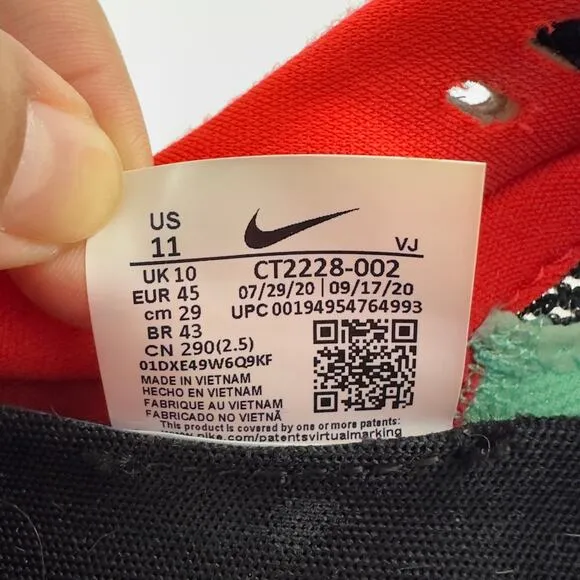 US
11
VJ
UK 10
EUR 45
cm 29
BR 43
CN 290(2.5)
CT2228-002
07/29/20 | 09/17/20
UPC 00194954764993
01DXE49W6Q9KF
MADE IN VIETNAM
HECHO EN VIETNAM
FABRIQUE AU VIETNAM
FABRICADO NO VIETNÃ
This product is covered by one or more patents:
www.nike.com/patentsvirtualmarking